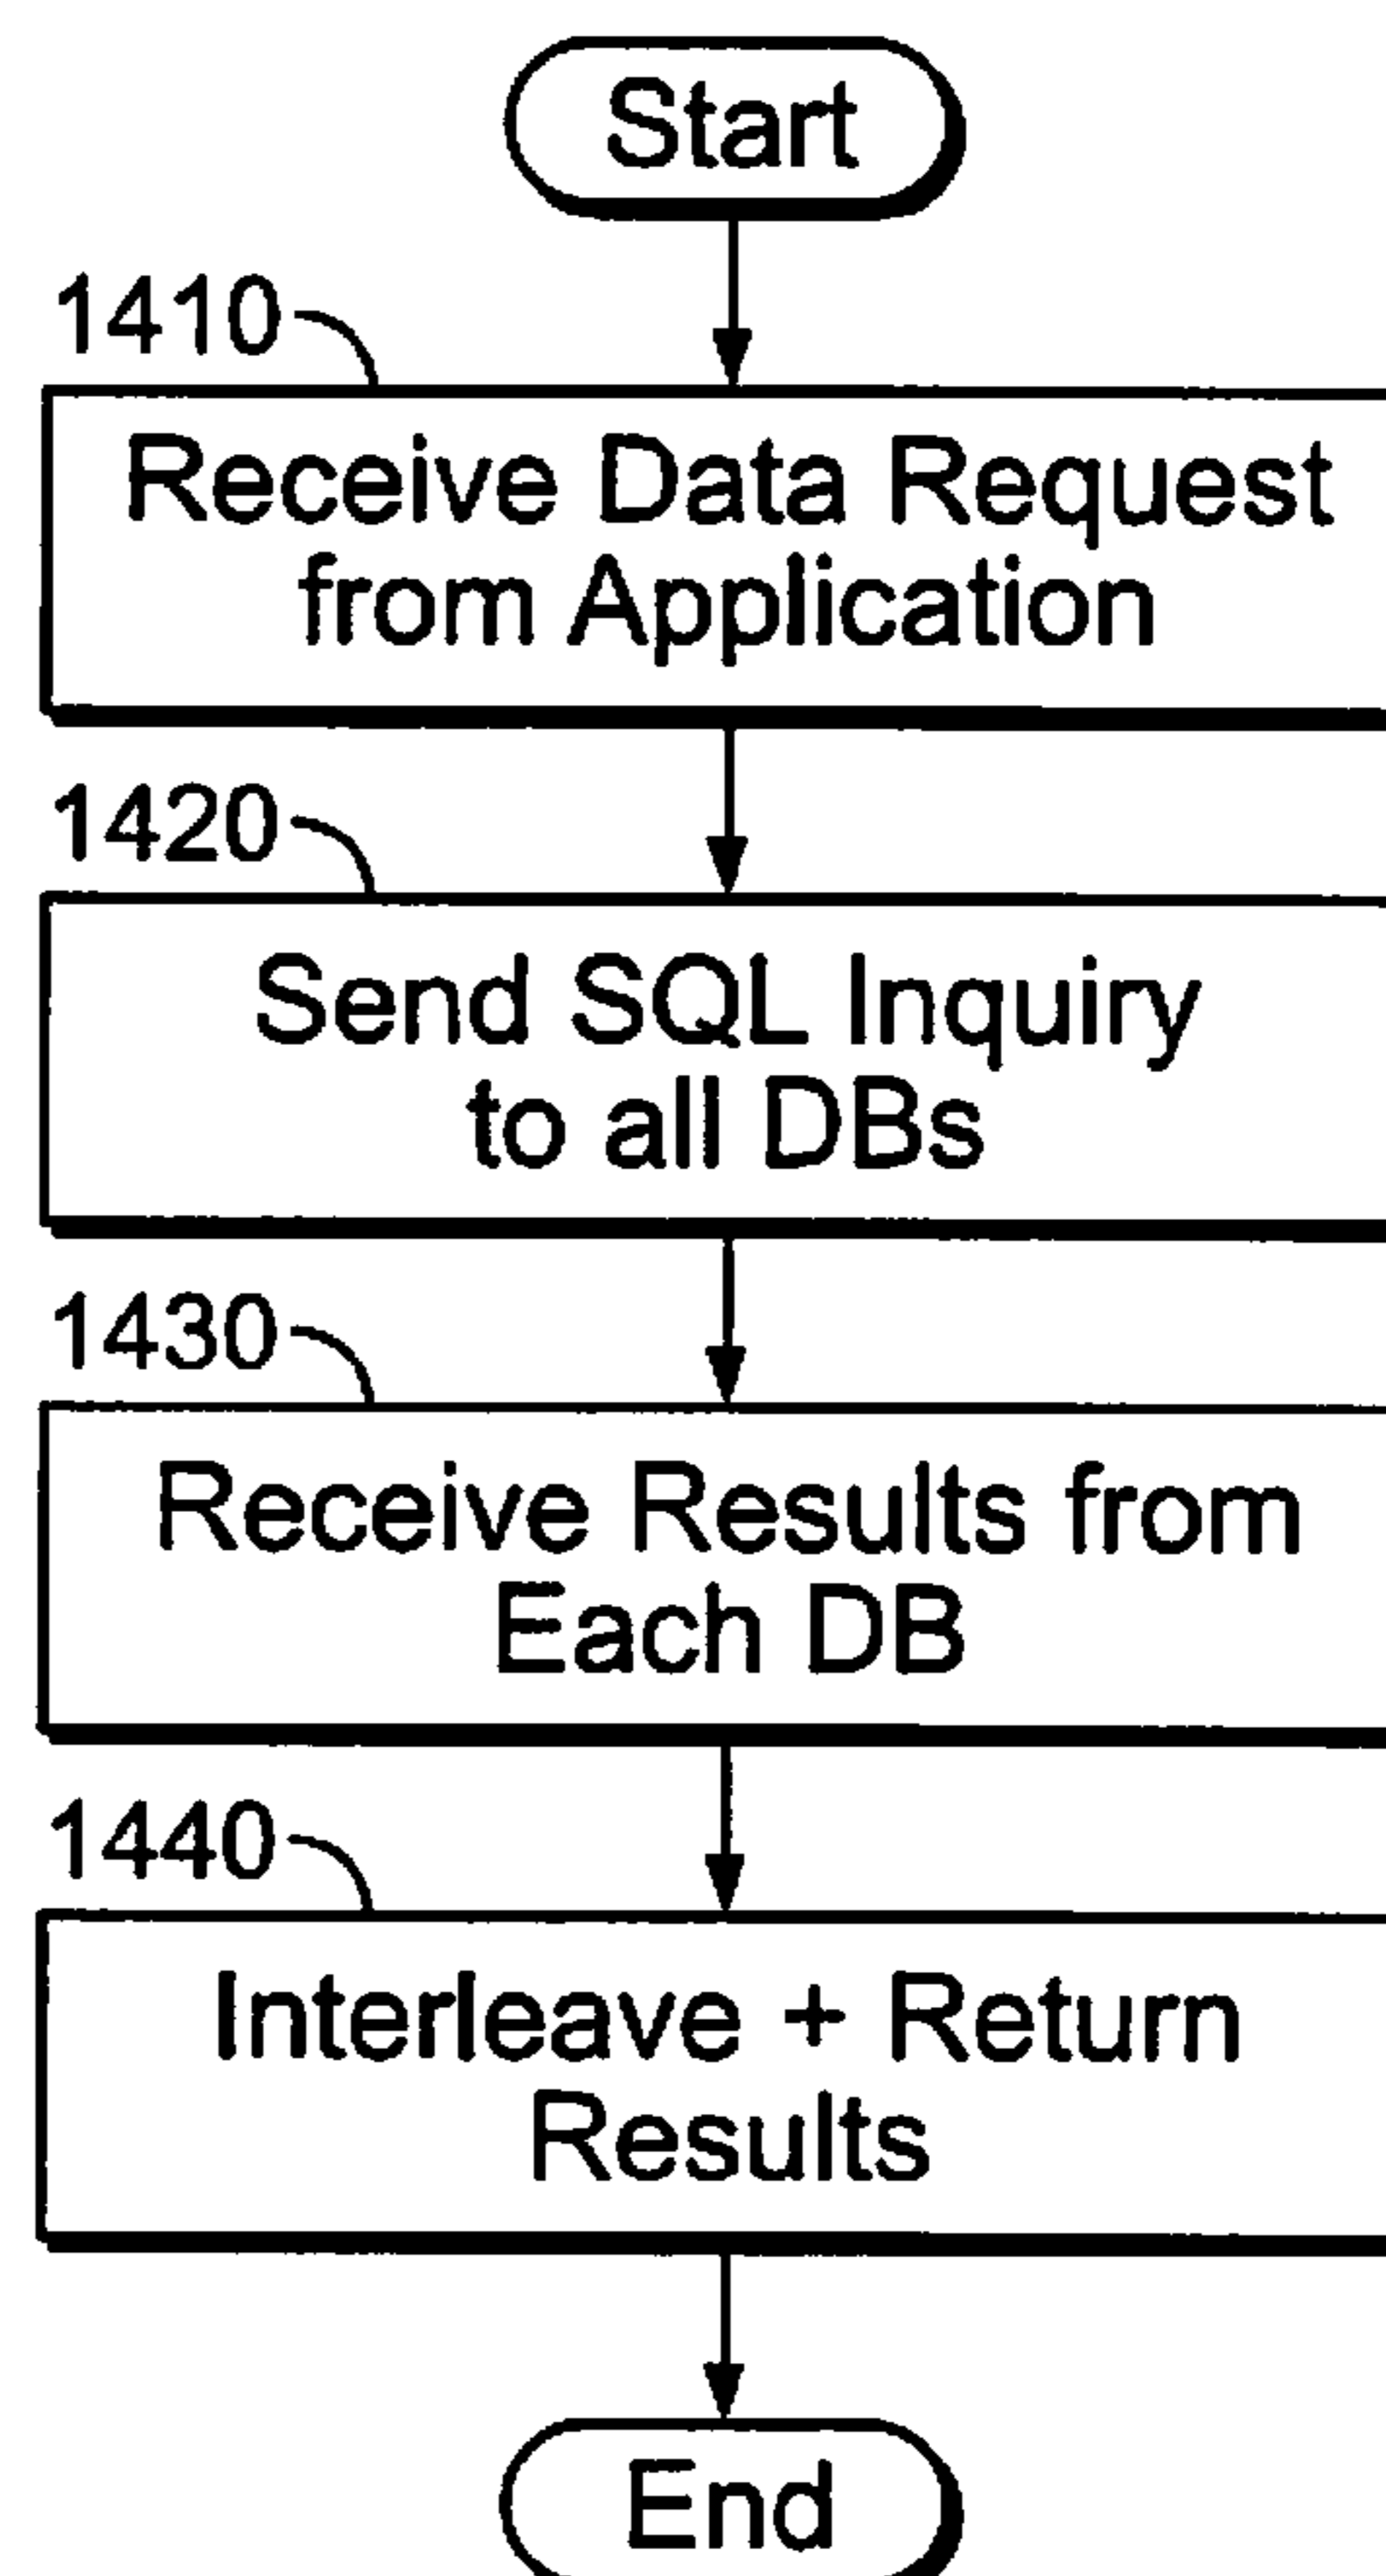 Start
1410
Receive Data Request
from Application
1420
Send SQL Inquiry
to all DBs
1430
Receive Results from
Each DB
1440
Interleave + Return
Results
End